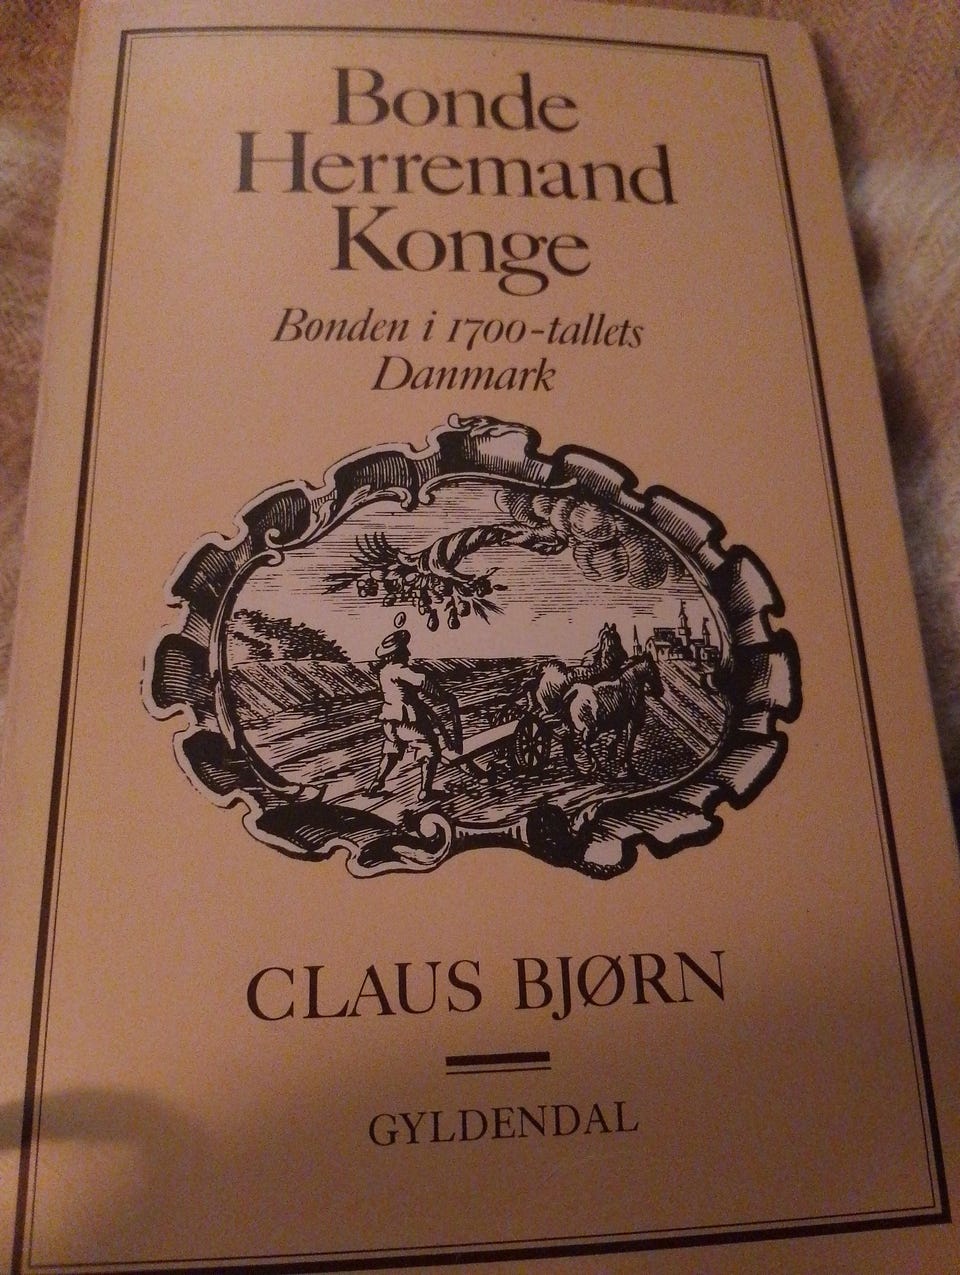 Bonde
Herremand
Konge
Bonden i 1700-tallets
Danmark
CLAUS BJØRN
GYLDENDAL